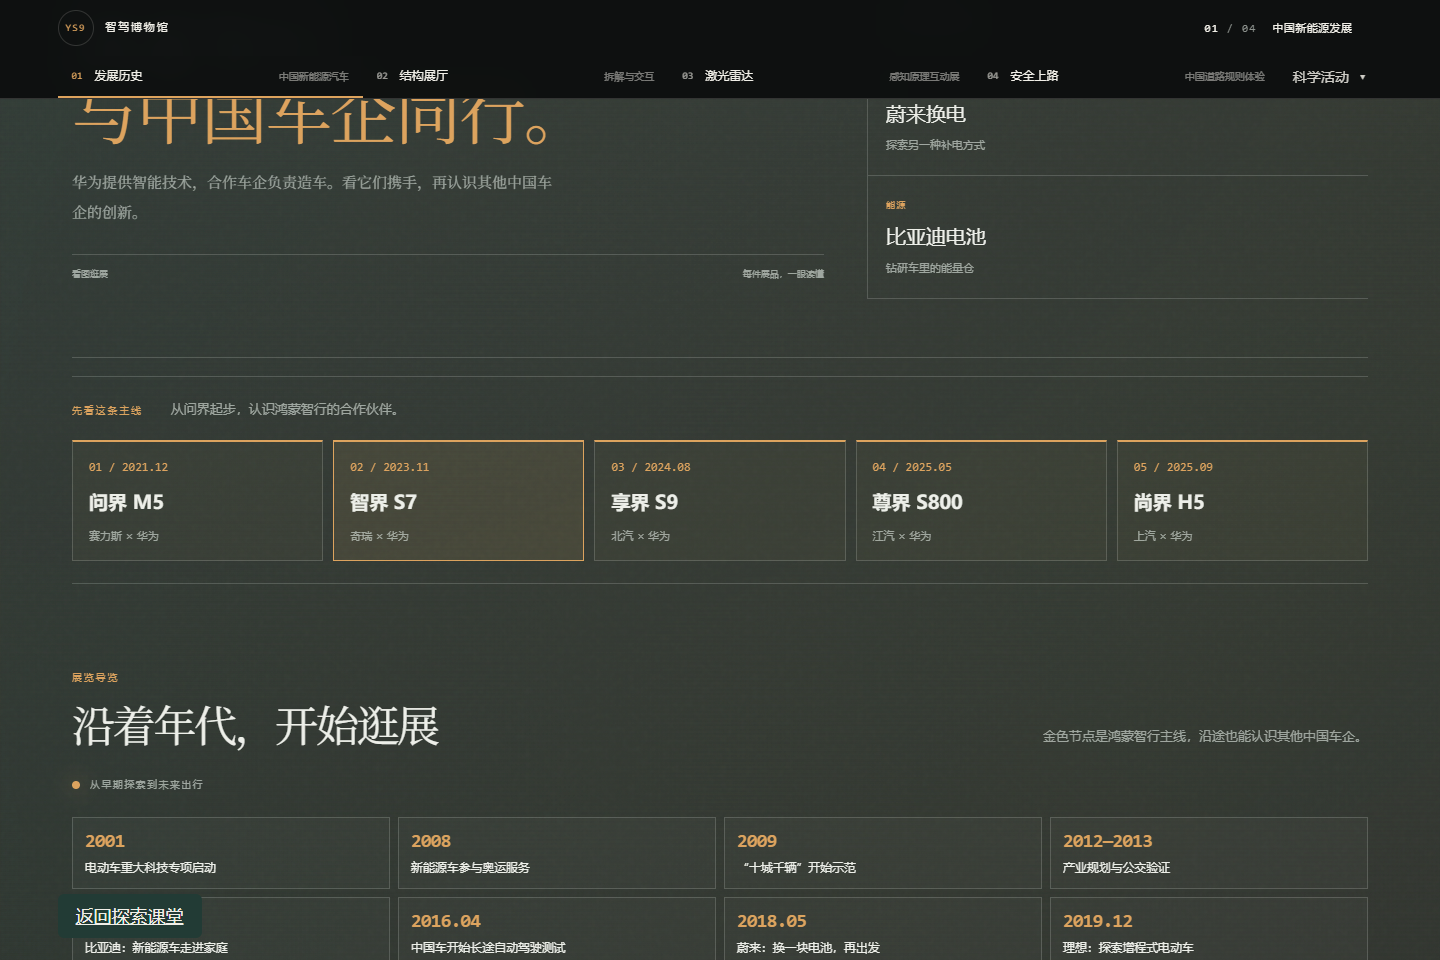 YS9 智驾博物馆
01 / 04 中国新能源发展
01 发展历史 中国新能源汽车
02 结构展厅 拆解与交互
03 激光雷达 感知原理互动展
04 安全上路 中国道路规则体验
科学活动 ▼
与中国车企同行。
华为提供智能技术，合作车企负责造车。看它们携手，再认识其他中国车
企的创新。
看图逛展
每件展品，一眼读懂
蔚来换电
探索另一种补电方式
能源
比亚迪电池
钻研车里的能量仓
先看这条主线 从问界起步，认识鸿蒙智行的合作伙伴。
01 / 2021.12
问界 M5
赛力斯 × 华为
02 / 2023.11
智界 S7
奇瑞 × 华为
03 / 2024.08
享界 S9
北汽 × 华为
04 / 2025.05
尊界 S800
江汽 × 华为
05 / 2025.09
尚界 H5
上汽 × 华为
展览导览
沿着年代，开始逛展
金色节点是鸿蒙智行主线，沿途也能认识其他中国车企。
从早期探索到未来出行
2001
电动车重大科技专项启动
2008
新能源车参与奥运服务
2009
“十城千辆”开始示范
2012—2013
产业规划与公交验证
返回探索课堂
比亚迪：新能源车走进家庭
2016.04
中国车开始长途自动驾驶测试
2018.05
蔚来：换一块电池，再出发
2019.12
理想：探索增程式电动车